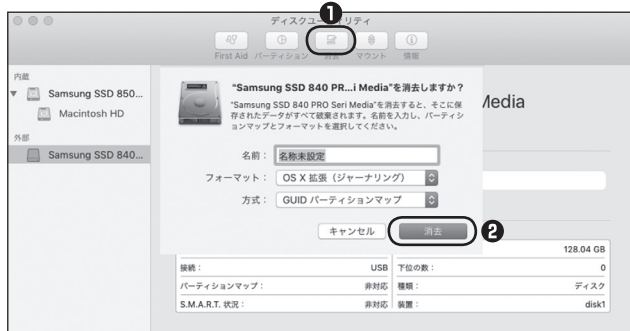 ディスクユーティリティ
❶
First Aid パーティション 消去 マウント 情報
内蔵
Samsung SSD 850...
Macintosh HD
外部
Samsung SSD 840...
"Samsung SSD 840 PR...i Media"を消去しますか？
"Samsung SSD 840 PRO Seri Media"を消去すると、そこに保
存されたデータがすべて破棄されます。名前を入力し、パーティシ
ョンマップとフォーマットを選択してください。
Media
名前： 名称未設定
フォーマット： OS X 拡張（ジャーナリング）
方式： GUID パーティションマップ
キャンセル 消去 ❷
128.04 GB
接続： USB 下位の数： 0
パーティションマップ： 非対応 種類： ディスク
S.M.A.R.T. 状況： 非対応 装置： disk1